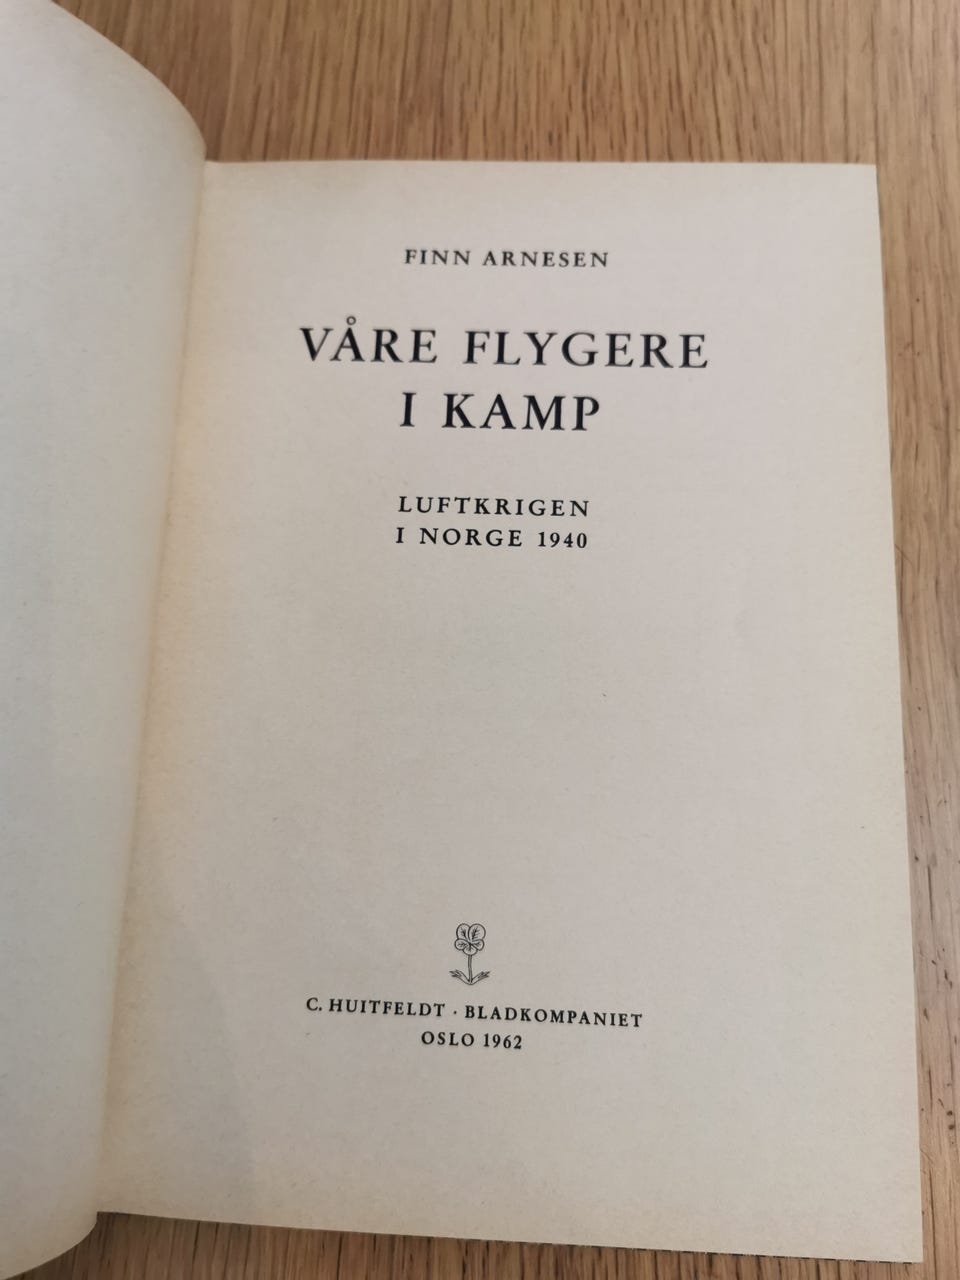 FINN ARNESEN
VÅRE FLYGERE
I KAMP
LUFTKRIGEN
I NORGE 1940
C. HUITFELDT · BLADKOMPANIET
OSLO 1962